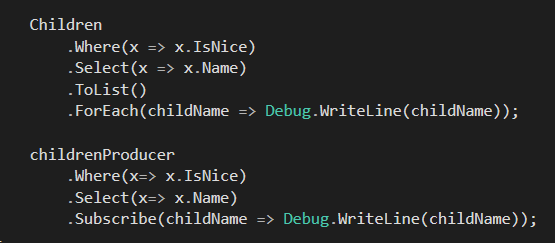 Children
.Where(x => x.IsNice)
.Select(x => x.Name)
.ToList()
.ForEach(childName => Debug.WriteLine(childName));
childrenProducer
.Where(x=> x.IsNice)
.Select(x=> x.Name)
.Subscribe(childName => Debug.WriteLine(childName));